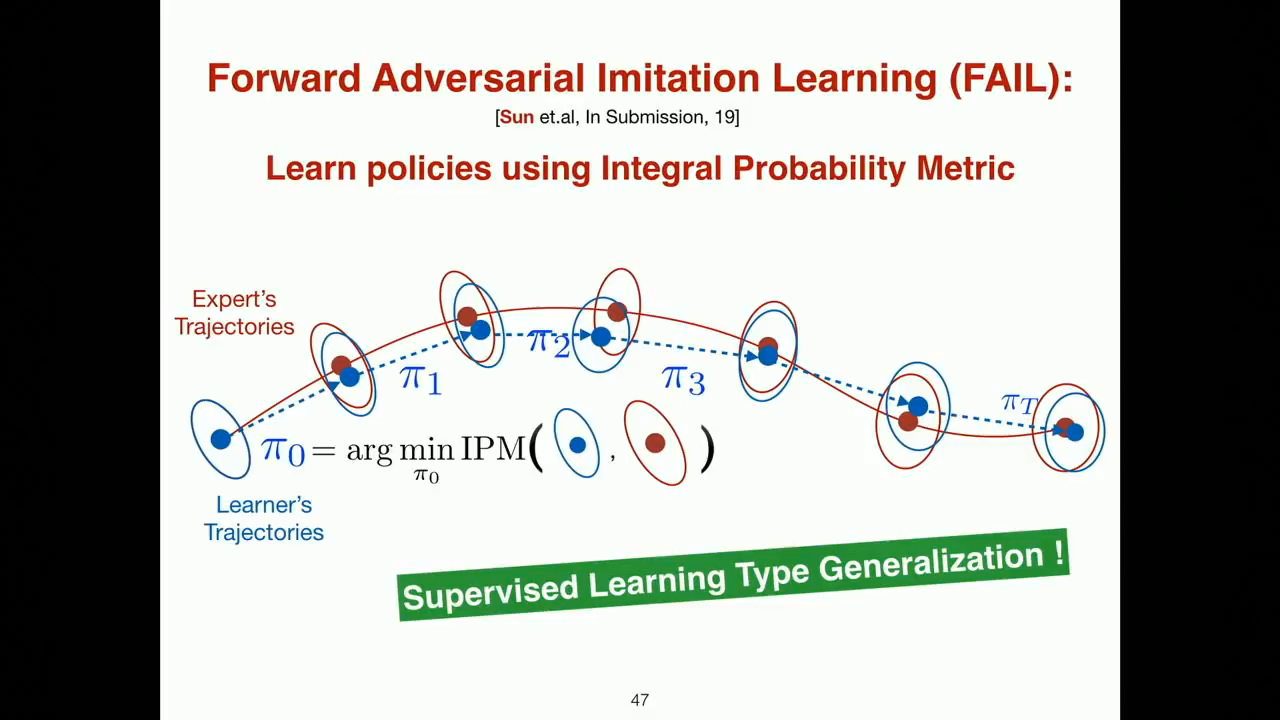 Forward Adversarial Imitation Learning (FAIL):
[Sun et.al, In Submission, 19]
Learn policies using Integral Probability Metric
Expert's
Trajectories
π₂
π₁
π₃
π_T
π₀ = arg min IPM( , )
π₀
Learner's
Trajectories
Supervised Learning Type Generalization !
47